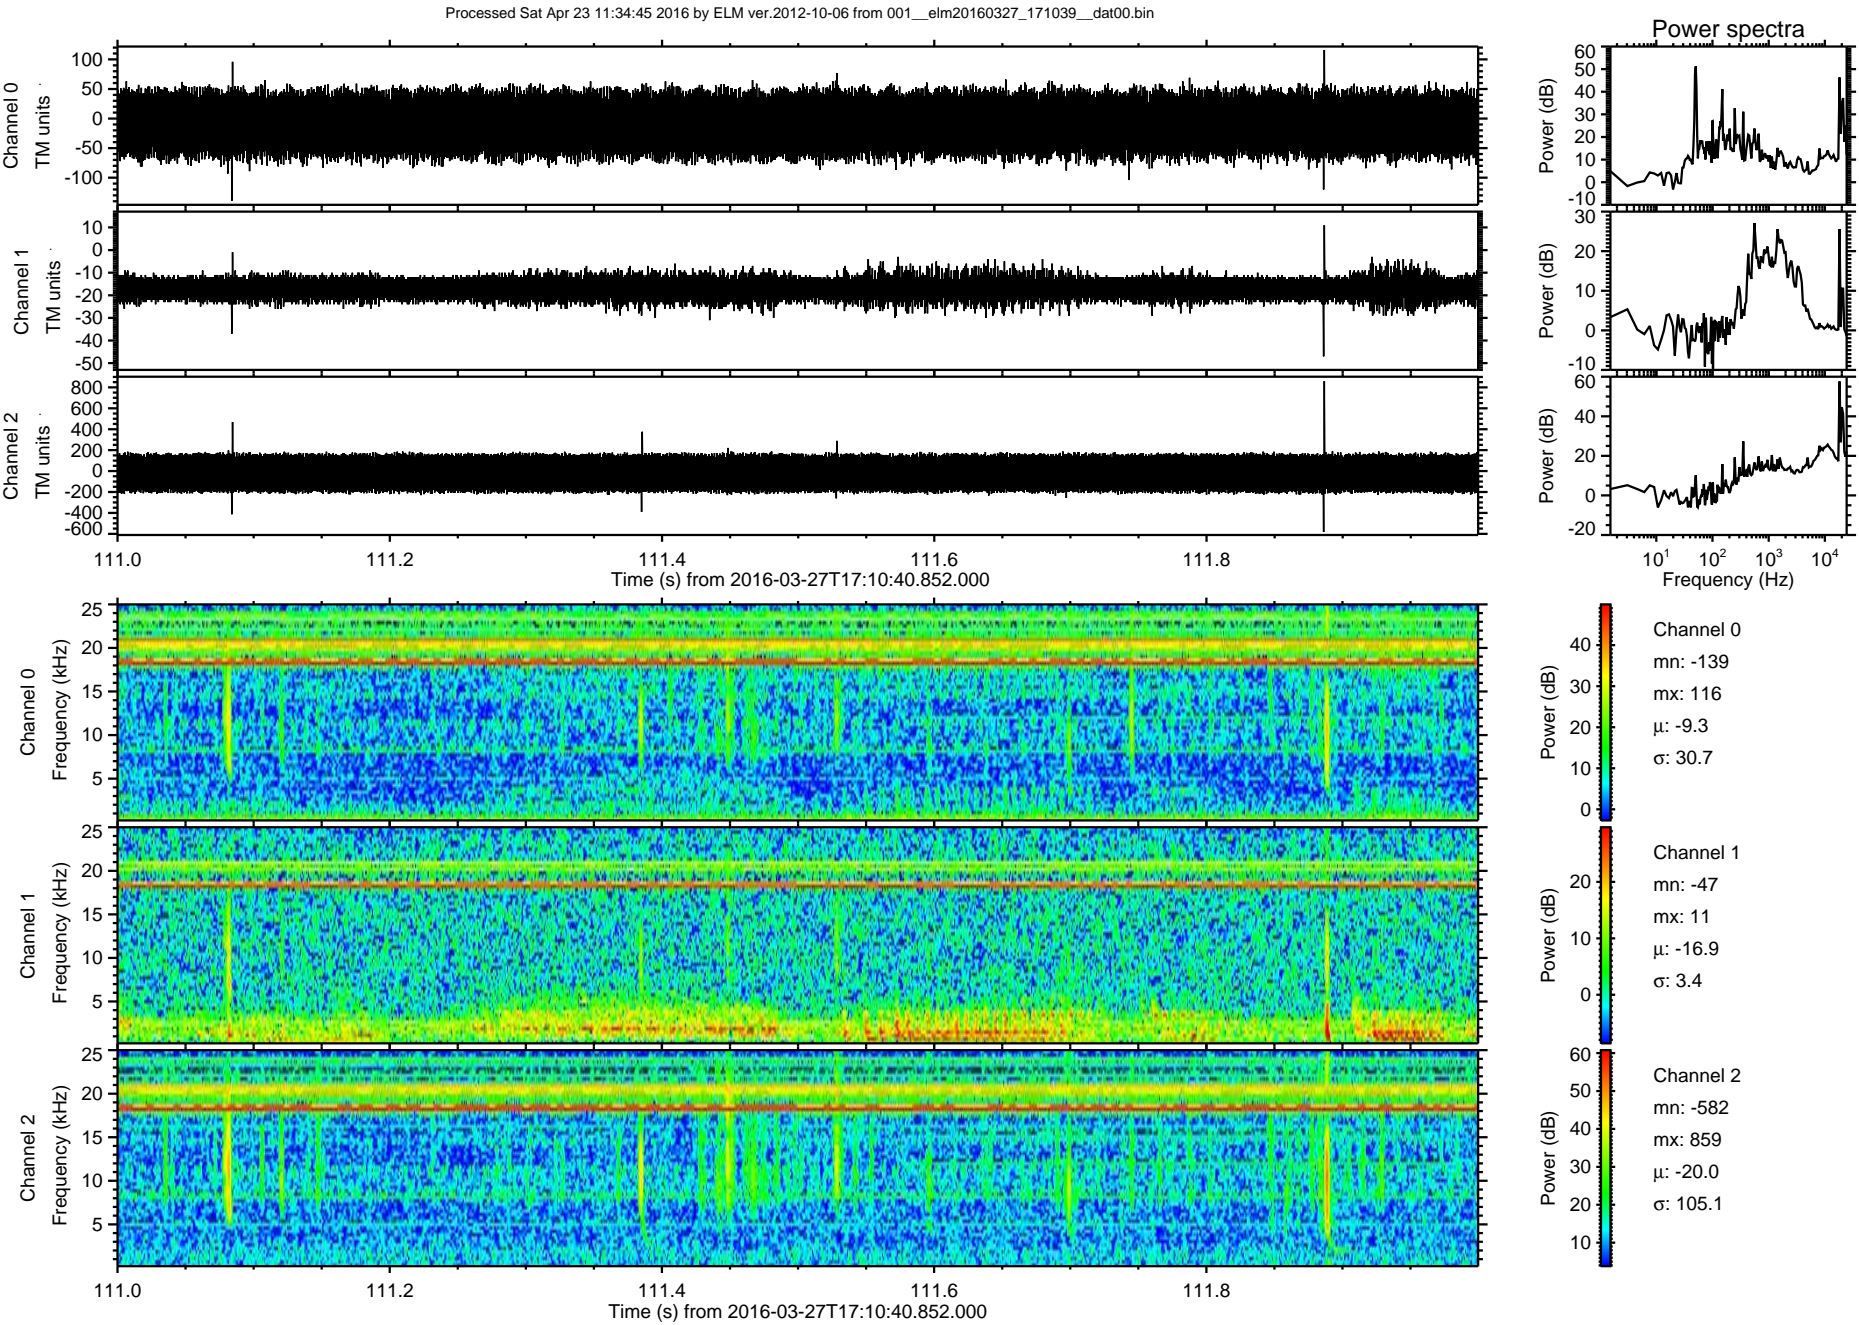 Processed Sat Apr 23 11:34:45 2016 by ELM ver.2012-10-06 from 001__elm20160327_171039__dat00.bin
Power spectra
Channel 0
TM units
100
50
0
-50
-100
Power (dB)
60
50
40
30
20
10
0
-10
Channel 1
TM units
10
0
-10
-20
-30
-40
-50
Power (dB)
30
20
10
0
-10
Channel 2
TM units
800
600
400
200
0
-200
-400
-600
Power (dB)
60
40
20
0
-20
111.0 111.2 111.4 111.6 111.8
Time (s) from 2016-03-27T17:10:40.852.000
10¹ 10² 10³ 10⁴
Frequency (Hz)
Channel 0
Frequency (kHz)
25
20
15
10
5
Power (dB)
40
30
20
10
0
Channel 0
mn: -139
mx: 116
μ: -9.3
σ: 30.7
Channel 1
Frequency (kHz)
25
20
15
10
5
Power (dB)
20
10
0
Channel 1
mn: -47
mx: 11
μ: -16.9
σ: 3.4
Channel 2
Frequency (kHz)
25
20
15
10
5
Power (dB)
60
50
40
30
20
10
Channel 2
mn: -582
mx: 859
μ: -20.0
σ: 105.1
111.0 111.2 111.4 111.6 111.8
Time (s) from 2016-03-27T17:10:40.852.000